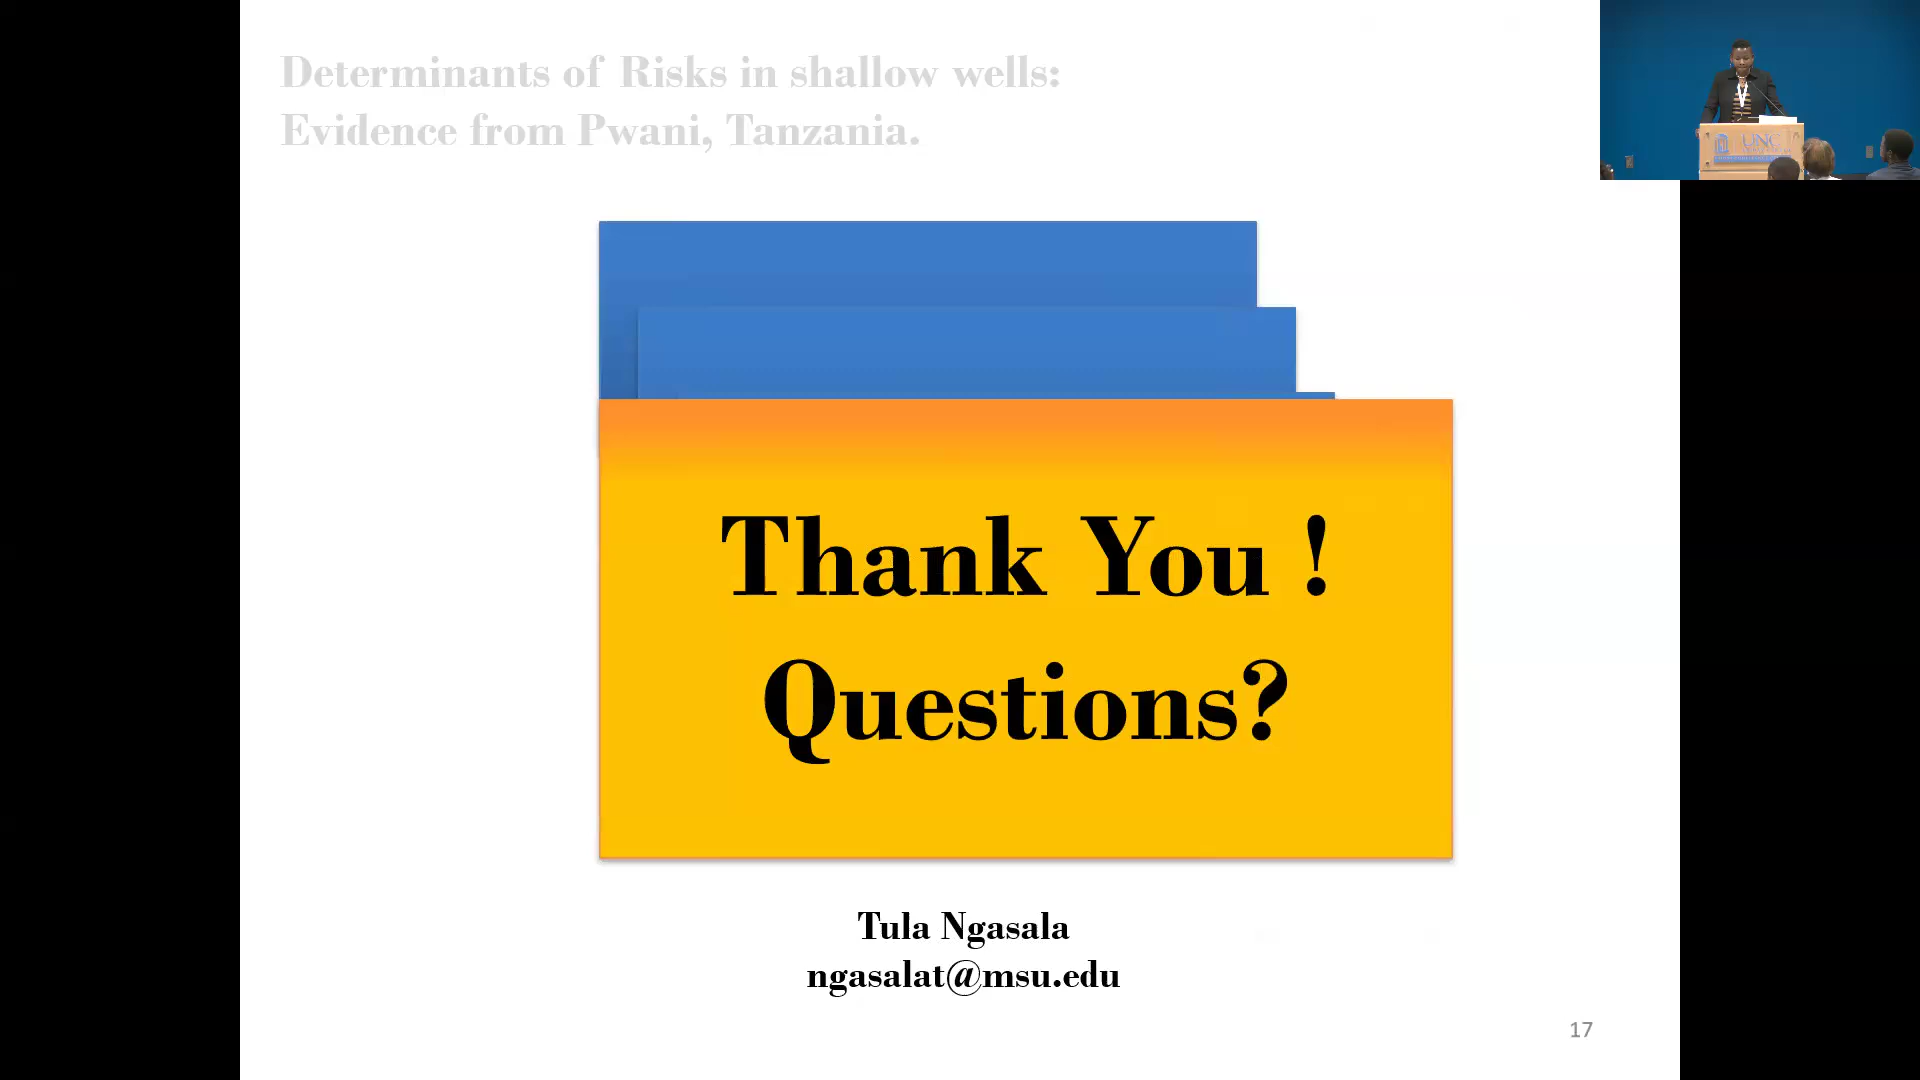 Determinants of Risks in shallow wells:
Evidence from Pwani, Tanzania.
UNC
Thank You !
Questions?
Tula Ngasala
ngasalat@msu.edu
17